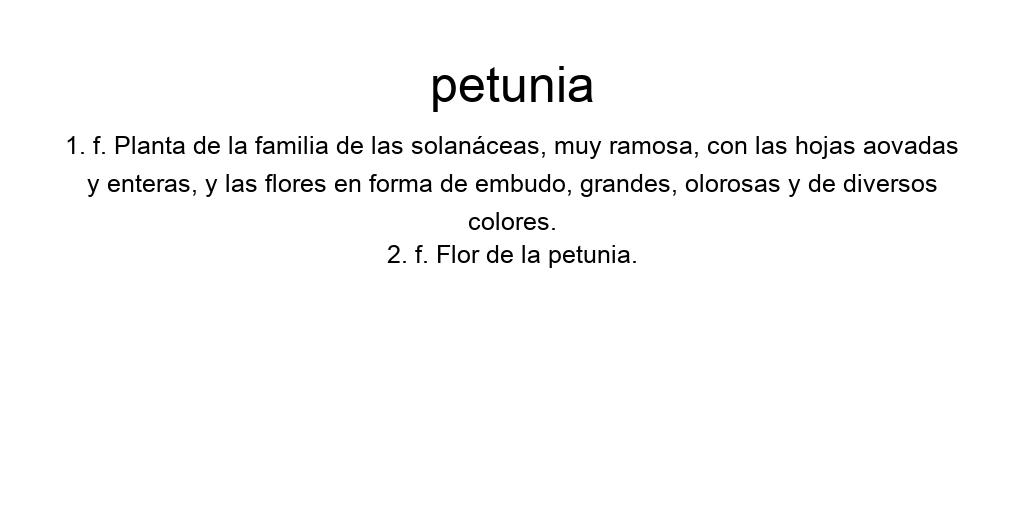 petunia
1. f. Planta de la familia de las solanáceas, muy ramosa, con las hojas aovadas
y enteras, y las flores en forma de embudo, grandes, olorosas y de diversos
colores.
2. f. Flor de la petunia.